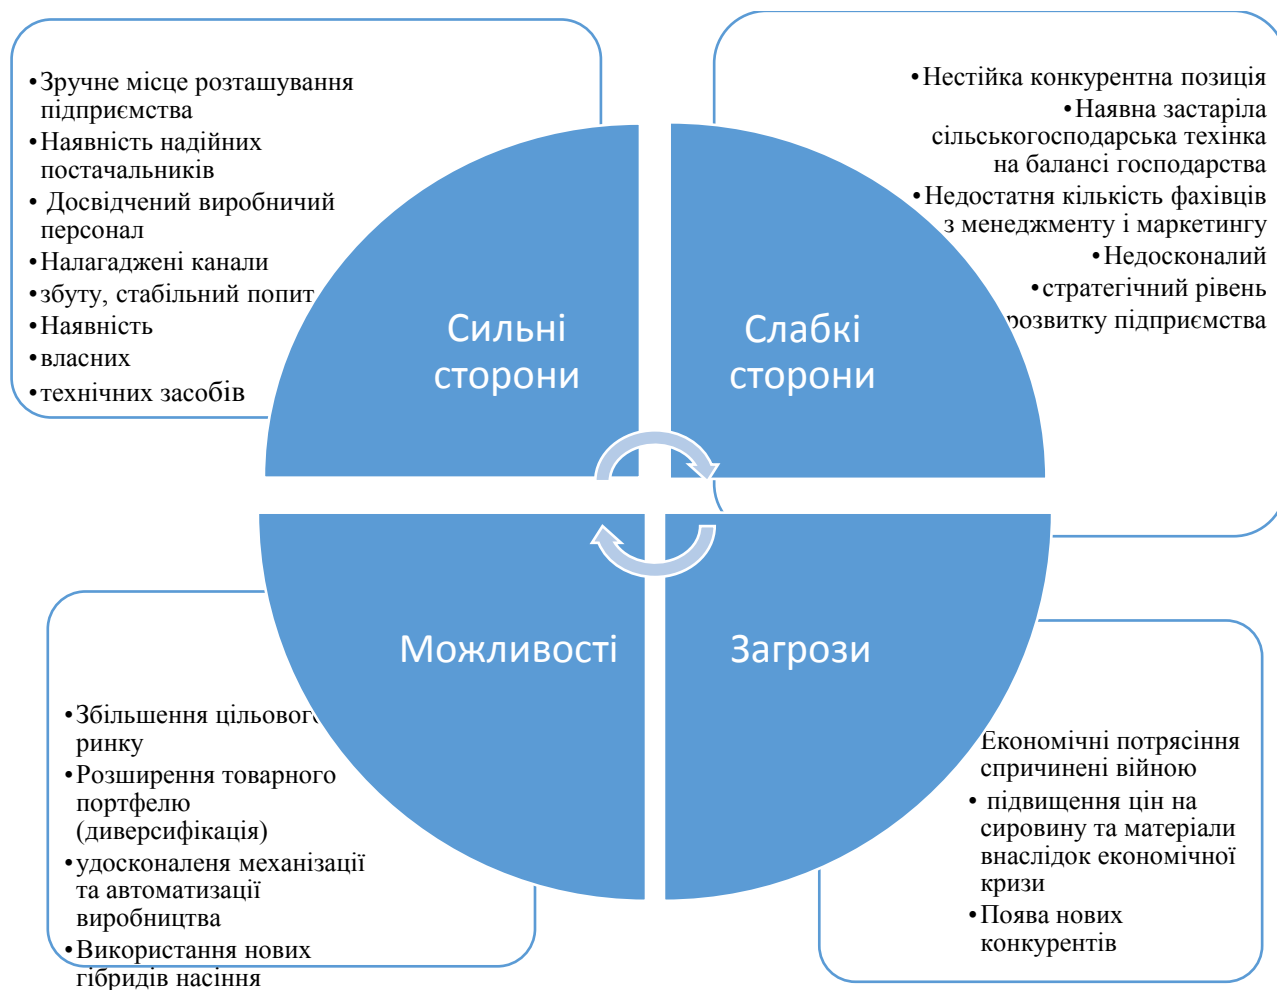 •Зручне місце розташування
підприємства
•Наявність надійних
постачальників
• Досвідчений виробничий
персонал
•Налагаджені канали
•збуту, стабільний попит
•Наявність
•власних
•технічних засобів
Сильні
сторони
•Нестійка конкурентна позиція
•Наявна застаріла
сільськогосподарська техінка
на балансі господарства
•Недостатня кількість фахівців
з менеджменту і маркетингу
•Недосконалий
•стратегічний рівень
розвитку підприємства
Слабкі
сторони
Можливості
•Збільшення цільового
ринку
•Розширення товарного
портфелю
(диверсифікація)
•удосконаленя механізації
та автоматизації
виробництва
•Використання нових
гібридів насіння
Загрози
Економічні потрясіння
спричинені війною
• підвищення цін на
сировину та матеріали
внаслідок економічної
кризи
•Поява нових
конкурентів